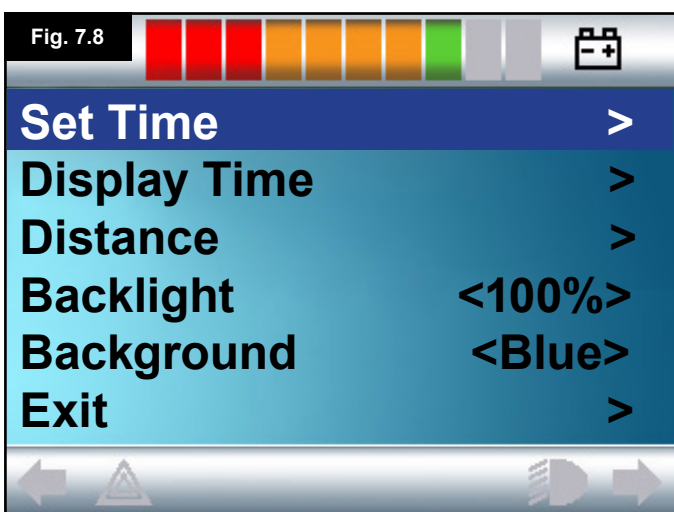 Fig. 7.8
Set Time >
Display Time >
Distance >
Backlight <100%>
Background <Blue>
Exit >